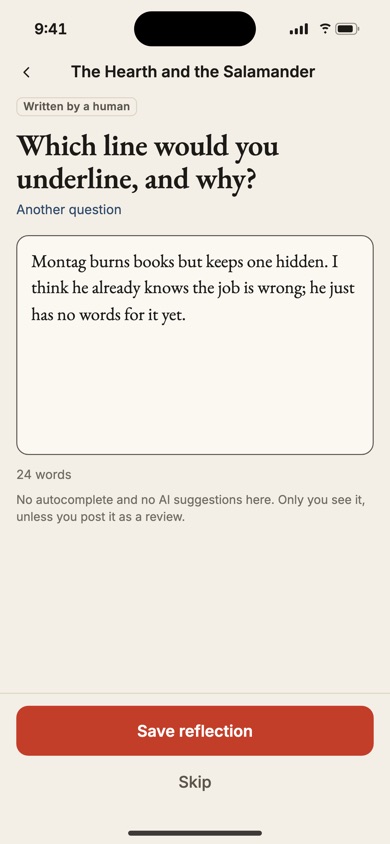 9:41
The Hearth and the Salamander
Written by a human
Which line would you
underline, and why?
Another question
Montag burns books but keeps one hidden. I
think he already knows the job is wrong; he just
has no words for it yet.
24 words
No autocomplete and no AI suggestions here. Only you see it,
unless you post it as a review.
Save reflection
Skip